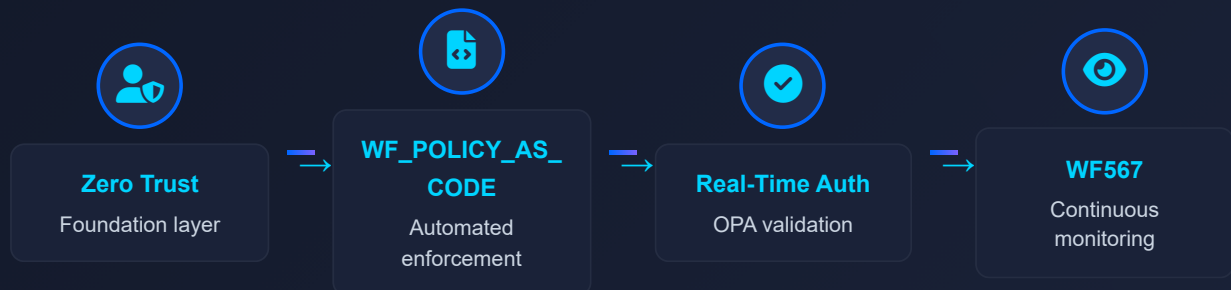 Zero Trust
Foundation layer
WF_POLICY_AS_
CODE
Automated
enforcement
Real-Time Auth
OPA validation
WF567
Continuous
monitoring